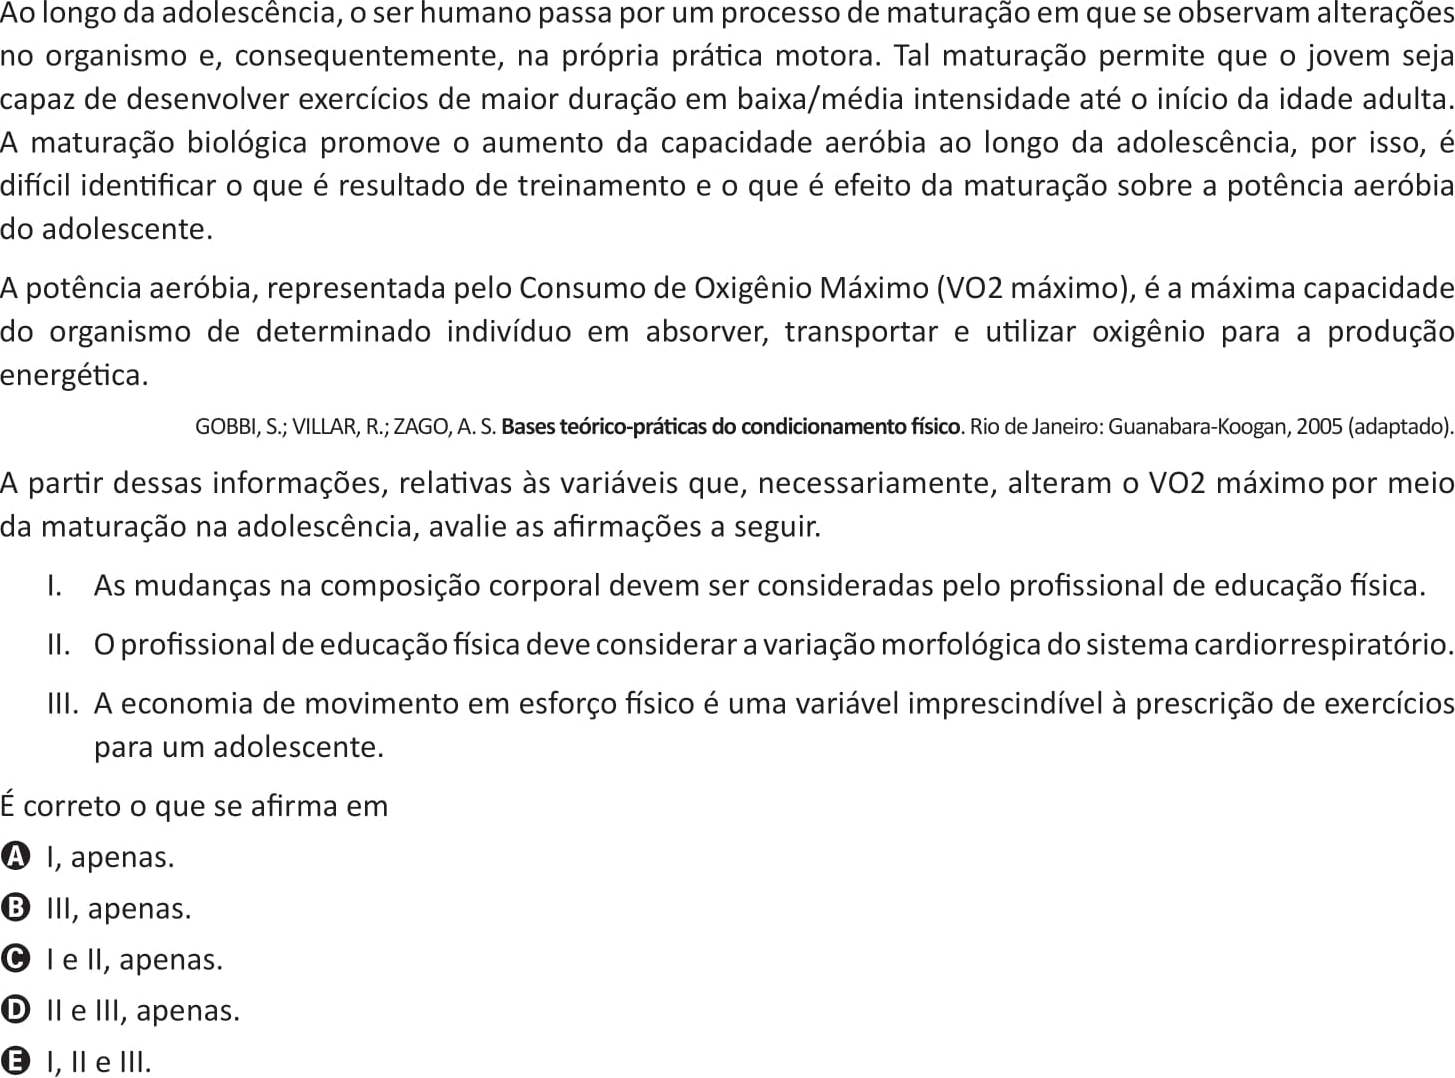 Ao longo da adolescência, o ser humano passa por um processo de maturação em que se observam alterações
no organismo e, consequentemente, na própria prática motora. Tal maturação permite que o jovem seja
capaz de desenvolver exercícios de maior duração em baixa/média intensidade até o início da idade adulta.
A maturação biológica promove o aumento da capacidade aeróbia ao longo da adolescência, por isso, é
difícil identificar o que é resultado de treinamento e o que é efeito da maturação sobre a potência aeróbia
do adolescente.
A potência aeróbia, representada pelo Consumo de Oxigênio Máximo (VO2 máximo), é a máxima capacidade
do organismo de determinado indivíduo em absorver, transportar e utilizar oxigênio para a produção
energética.
GOBBI, S.; VILLAR, R.; ZAGO, A. S. Bases teórico-práticas do condicionamento físico. Rio de Janeiro: Guanabara-Koogan, 2005 (adaptado).
A partir dessas informações, relativas às variáveis que, necessariamente, alteram o VO2 máximo por meio
da maturação na adolescência, avalie as afirmações a seguir.
I. As mudanças na composição corporal devem ser consideradas pelo profissional de educação física.
II. O profissional de educação física deve considerar a variação morfológica do sistema cardiorrespiratório.
III. A economia de movimento em esforço físico é uma variável imprescindível à prescrição de exercícios
para um adolescente.
É correto o que se afirma em
A I, apenas.
B III, apenas.
C I e II, apenas.
D II e III, apenas.
E I, II e III.